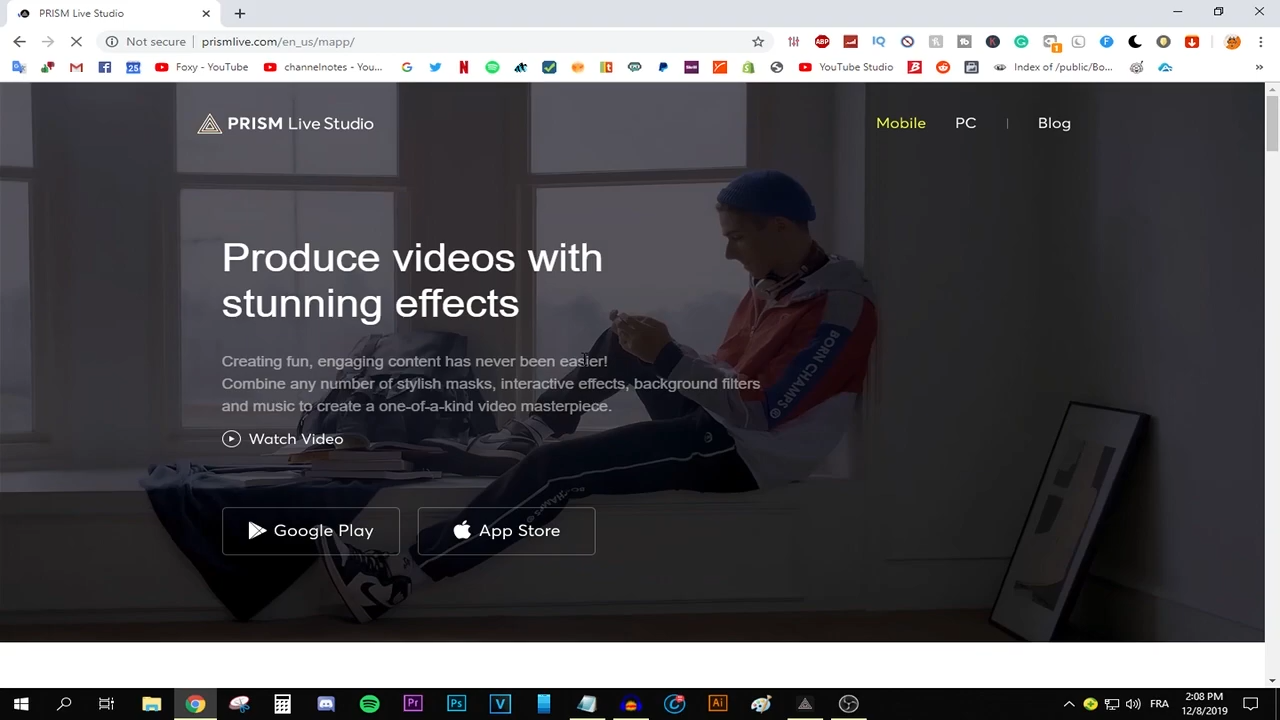 PRISM Live Studio
Not secure | prismlive.com/en_us/mapp/
Foxy - YouTube
channelnotes - You...
YouTube Studio
Index of /public/Bo...
PRISM Live Studio
Mobile
PC
Blog
Produce videos with
stunning effects
Creating fun, engaging content has never been easier!
Combine any number of stylish masks, interactive effects, background filters
and music to create a one-of-a-kind video masterpiece.
Watch Video
Google Play
App Store
BORN CHAMPS
FRA
2:08 PM
12/8/2019